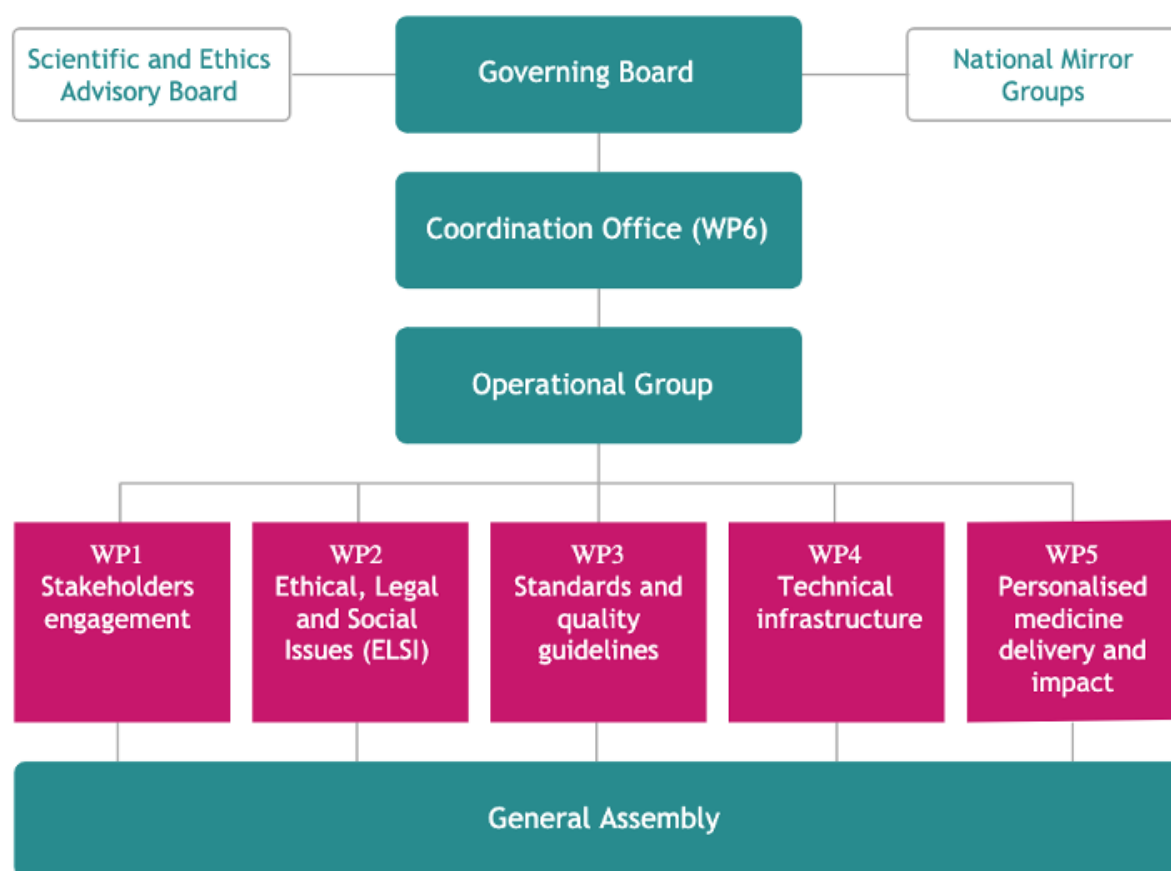 Scientific and Ethics
Advisory Board
Governing Board
National Mirror
Groups
Coordination Office (WP6)
Operational Group
WP1
Stakeholders
engagement
WP2
Ethical, Legal
and Social
Issues (ELSI)
WP3
Standards and
quality
guidelines
WP4
Technical
infrastructure
WP5
Personalised
medicine
delivery and
impact
General Assembly